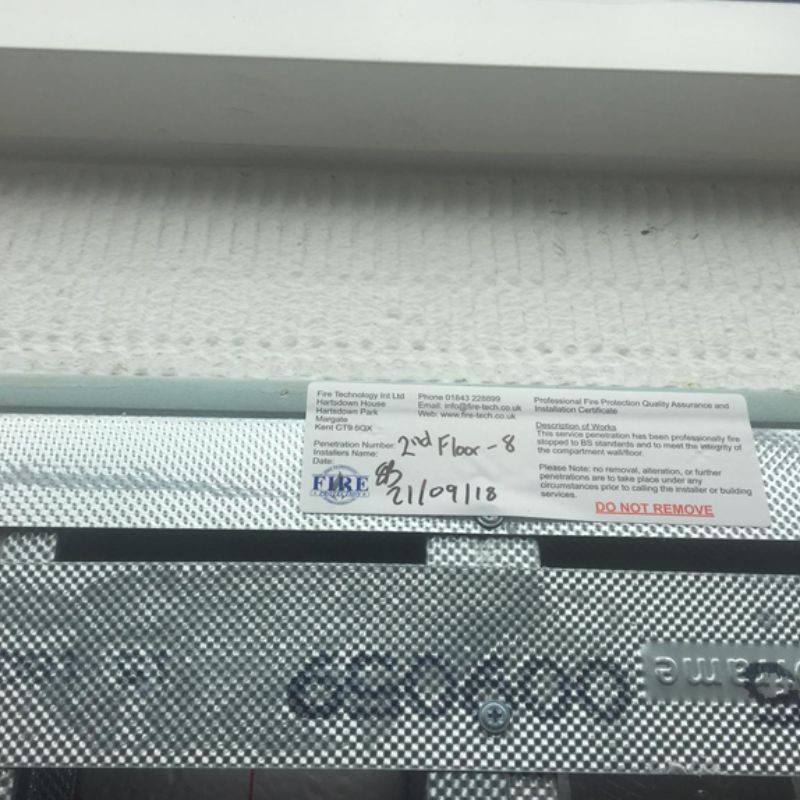 Fire Technology Int Ltd
Hartsdown House
Hartsdown Park
Margate
Kent CT9 5QX
Phone 01843 228899
Email: info@fire-tech.co.uk
Web: www.fire-tech.co.uk
Penetration Number: 2nd Floor - 8
Installers Name:
Date: 21/09/18
FIRE
Professional Fire Protection Quality Assurance and
Installation Certificate
Description of Works
This service penetration has been professionally fire
stopped to BS standards and to meet the integrity of
the compartment wall/floor.
Please Note: no removal, alteration, or further
penetrations are to take place under any
circumstances prior to calling the installer or building
services.
DO NOT REMOVE